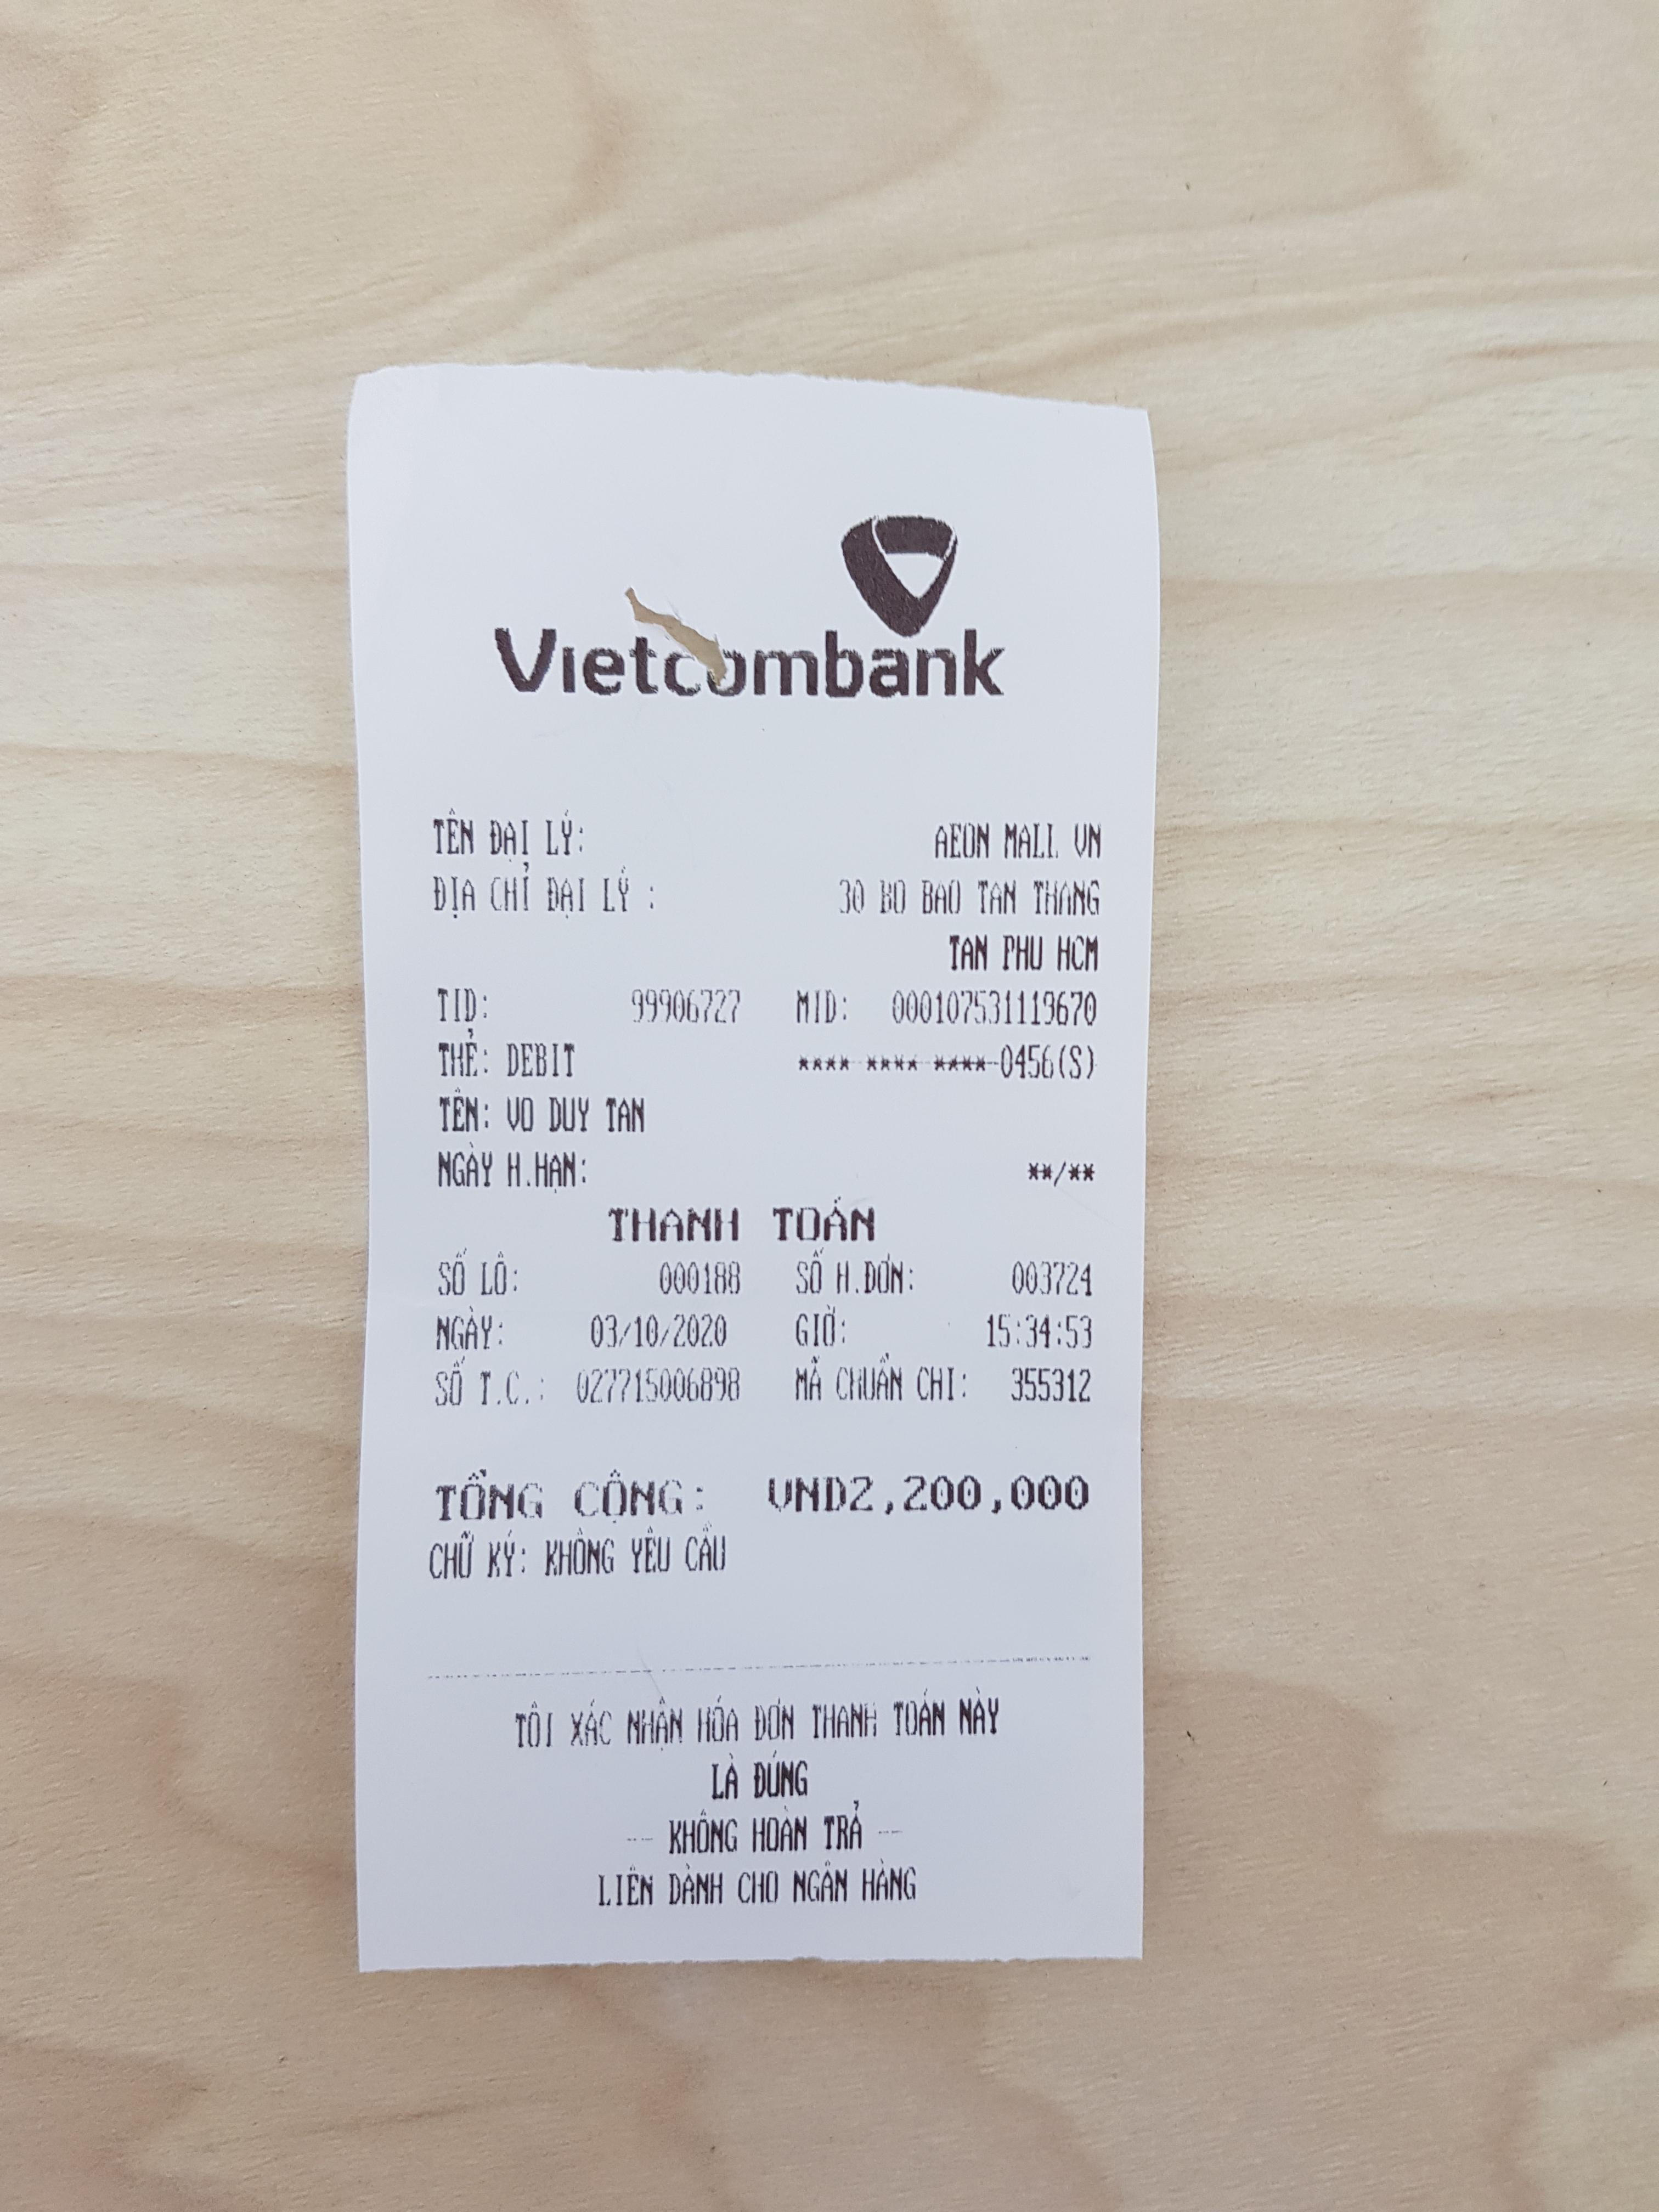 Vietcombank
TÊN ĐẠI LÝ: AEON MALL VN
ĐỊA CHỈ ĐẠI LÝ : 30 BO BAO TAN THANG
TAN PHU HCM
TID: 99906727 MID: 000107531119670
THẺ: DEBIT **** **** **** 0456(S)
TÊN: VO DUY TAN
NGÀY H.HẠN: **/**
THANH TOÁN
SỐ LÔ: 000188 SỐ H.ĐƠN: 003724
NGÀY: 03/10/2020 GIỜ: 15:34:53
SỐ T.C.: 027715006898 MÃ CHUẨN CHI: 355312
TỔNG CỘNG: VND2,200,000
CHỮ KÝ: KHÔNG YÊU CẦU
TÔI XÁC NHẬN HÓA ĐƠN THANH TOÁN NÀY
LÀ ĐÚNG
-- KHÔNG HOÀN TRẢ --
LIÊN DÀNH CHO NGÂN HÀNG